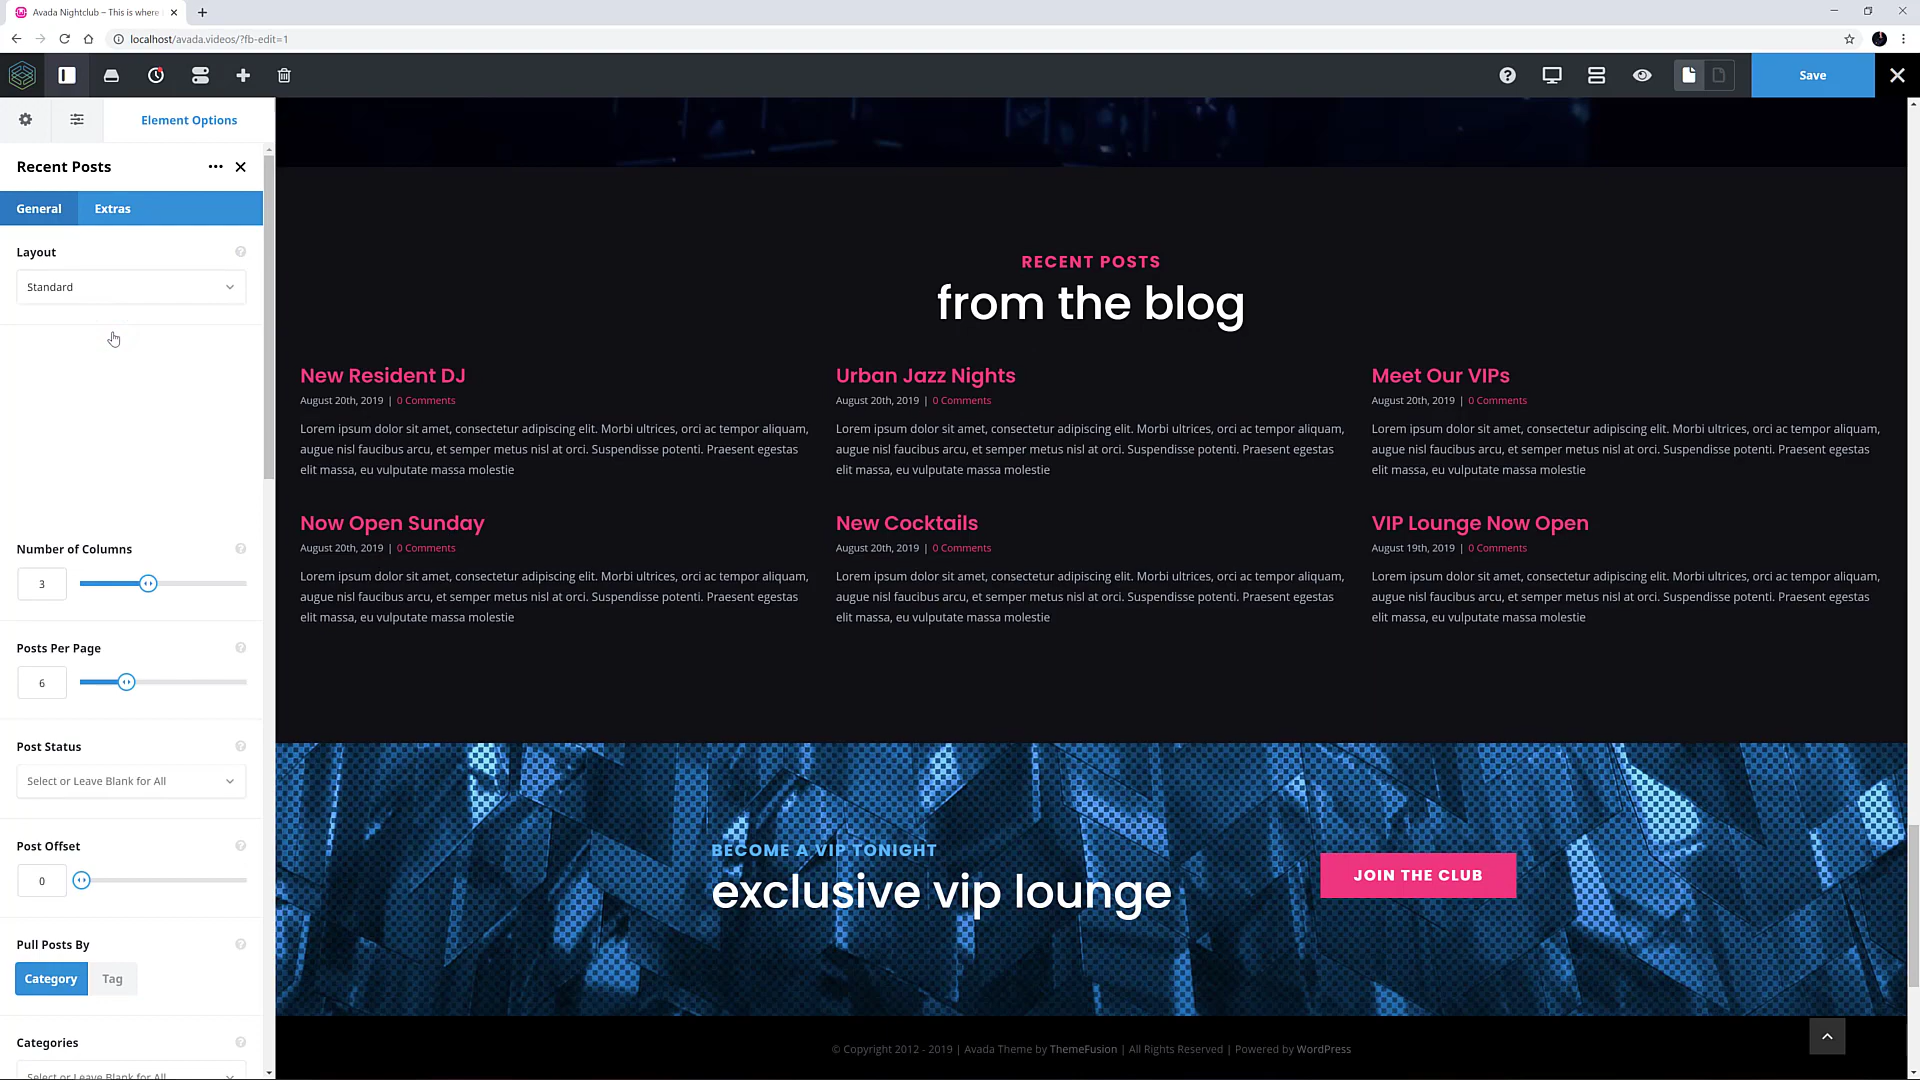 Avada Nightclub – This is where
localhost/avada.videos/?fb-edit=1
Save
Element Options
Recent Posts
General
Extras
Layout
Standard
Number of Columns
3
Posts Per Page
6
Post Status
Select or Leave Blank for All
Post Offset
0
Pull Posts By
Category
Tag
Categories
Select or Leave Blank for All
RECENT POSTS
from the blog
New Resident DJ
August 20th, 2019 | 0 Comments
Lorem ipsum dolor sit amet, consectetur adipiscing elit. Morbi ultrices, orci ac tempor aliquam,
augue nisl faucibus arcu, et semper metus nisl at orci. Suspendisse potenti. Praesent egestas
elit massa, eu vulputate massa molestie
Urban Jazz Nights
August 20th, 2019 | 0 Comments
Lorem ipsum dolor sit amet, consectetur adipiscing elit. Morbi ultrices, orci ac tempor aliquam,
augue nisl faucibus arcu, et semper metus nisl at orci. Suspendisse potenti. Praesent egestas
elit massa, eu vulputate massa molestie
Meet Our VIPs
August 20th, 2019 | 0 Comments
Lorem ipsum dolor sit amet, consectetur adipiscing elit. Morbi ultrices, orci ac tempor aliquam,
augue nisl faucibus arcu, et semper metus nisl at orci. Suspendisse potenti. Praesent egestas
elit massa, eu vulputate massa molestie
Now Open Sunday
August 20th, 2019 | 0 Comments
Lorem ipsum dolor sit amet, consectetur adipiscing elit. Morbi ultrices, orci ac tempor aliquam,
augue nisl faucibus arcu, et semper metus nisl at orci. Suspendisse potenti. Praesent egestas
elit massa, eu vulputate massa molestie
New Cocktails
August 20th, 2019 | 0 Comments
Lorem ipsum dolor sit amet, consectetur adipiscing elit. Morbi ultrices, orci ac tempor aliquam,
augue nisl faucibus arcu, et semper metus nisl at orci. Suspendisse potenti. Praesent egestas
elit massa, eu vulputate massa molestie
VIP Lounge Now Open
August 19th, 2019 | 0 Comments
Lorem ipsum dolor sit amet, consectetur adipiscing elit. Morbi ultrices, orci ac tempor aliquam,
augue nisl faucibus arcu, et semper metus nisl at orci. Suspendisse potenti. Praesent egestas
elit massa, eu vulputate massa molestie
BECOME A VIP TONIGHT
exclusive vip lounge
JOIN THE CLUB
© Copyright 2012 - 2019 | Avada Theme by ThemeFusion | All Rights Reserved | Powered by WordPress